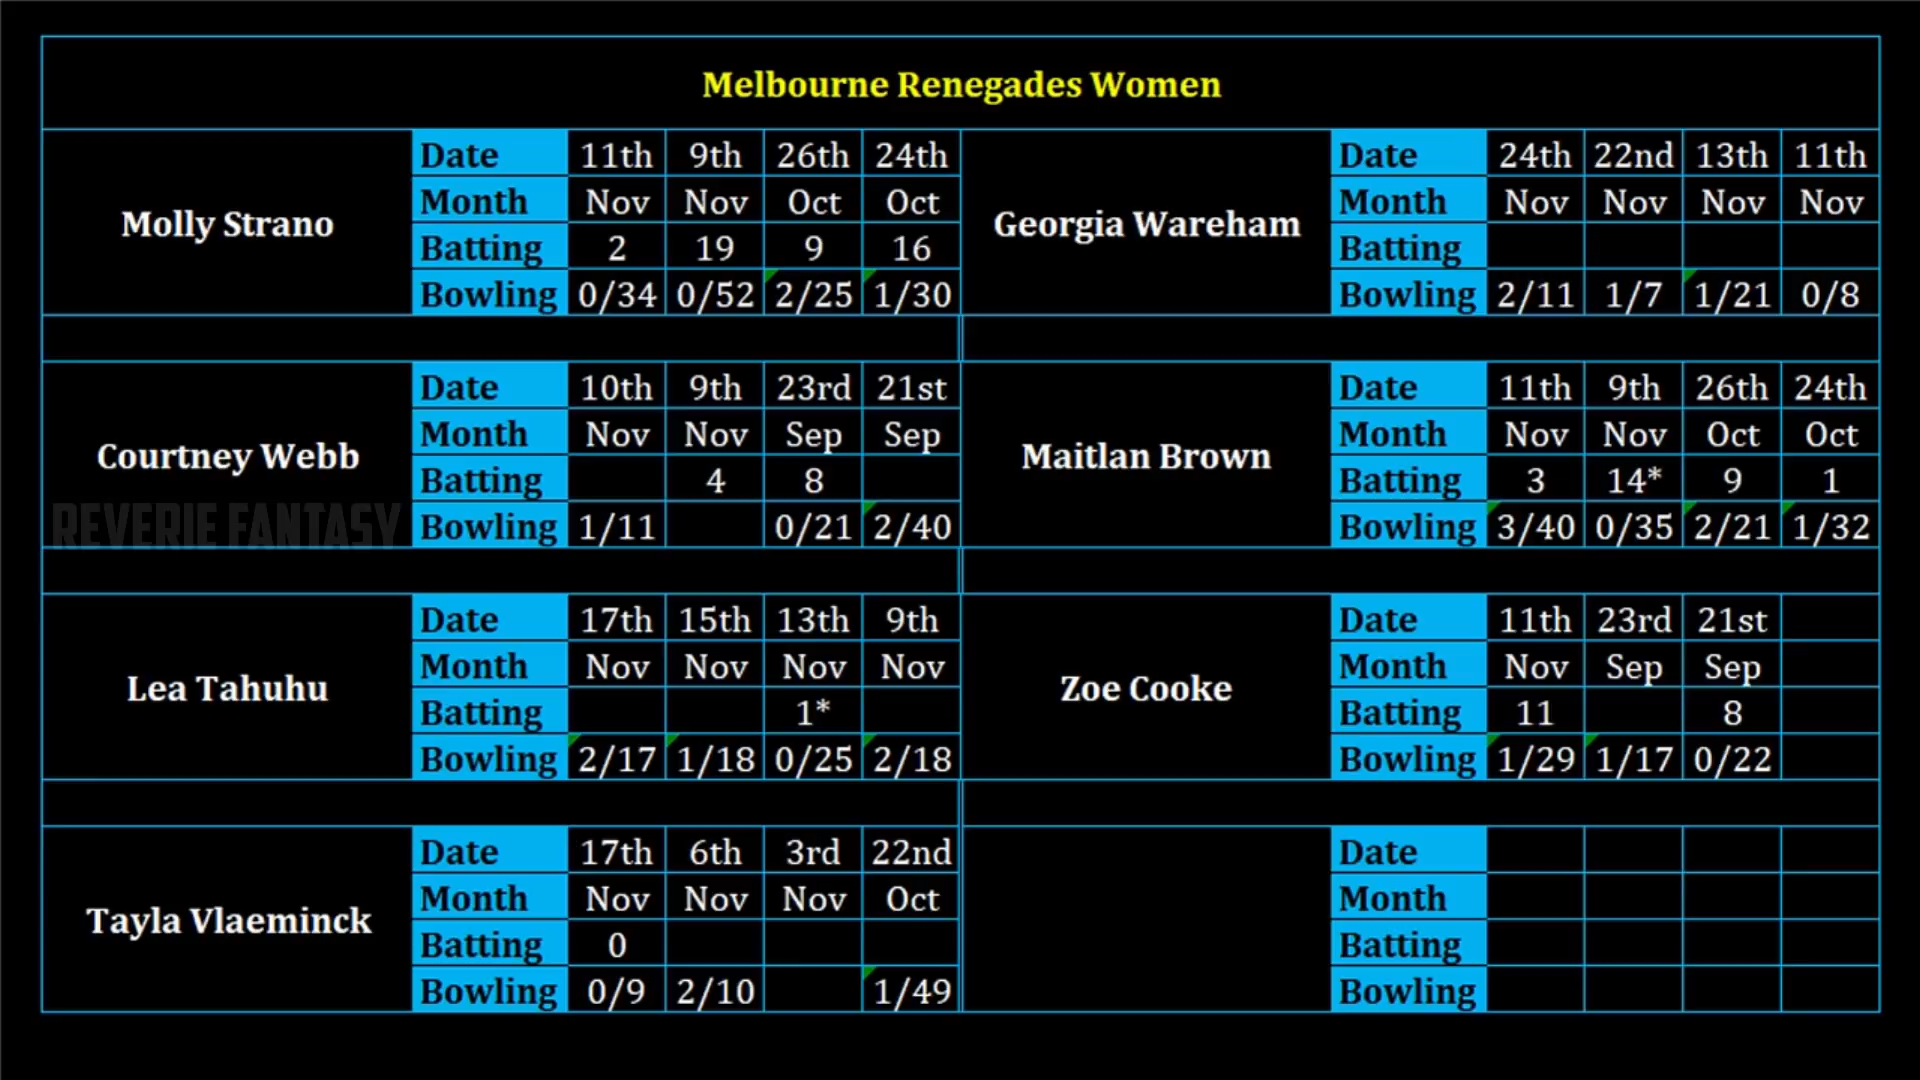 Melbourne Renegades Women
Molly Strano
Date 11th 9th 26th 24th
Month Nov Nov Oct Oct
Batting 2 19 9 16
Bowling 0/34 0/52 2/25 1/30
Georgia Wareham
Date 24th 22nd 13th 11th
Month Nov Nov Nov Nov
Batting
Bowling 2/11 1/7 1/21 0/8
Courtney Webb
Date 10th 9th 23rd 21st
Month Nov Nov Sep Sep
Batting 4 8
Bowling 1/11 0/21 2/40
REVERIE FANTASY
Maitlan Brown
Date 11th 9th 26th 24th
Month Nov Nov Oct Oct
Batting 3 14* 9 1
Bowling 3/40 0/35 2/21 1/32
Lea Tahuhu
Date 17th 15th 13th 9th
Month Nov Nov Nov Nov
Batting 1*
Bowling 2/17 1/18 0/25 2/18
Zoe Cooke
Date 11th 23rd 21st
Month Nov Sep Sep
Batting 11 8
Bowling 1/29 1/17 0/22
Tayla Vlaeminck
Date 17th 6th 3rd 22nd
Month Nov Nov Nov Oct
Batting 0
Bowling 0/9 2/10 1/49
Date
Month
Batting
Bowling